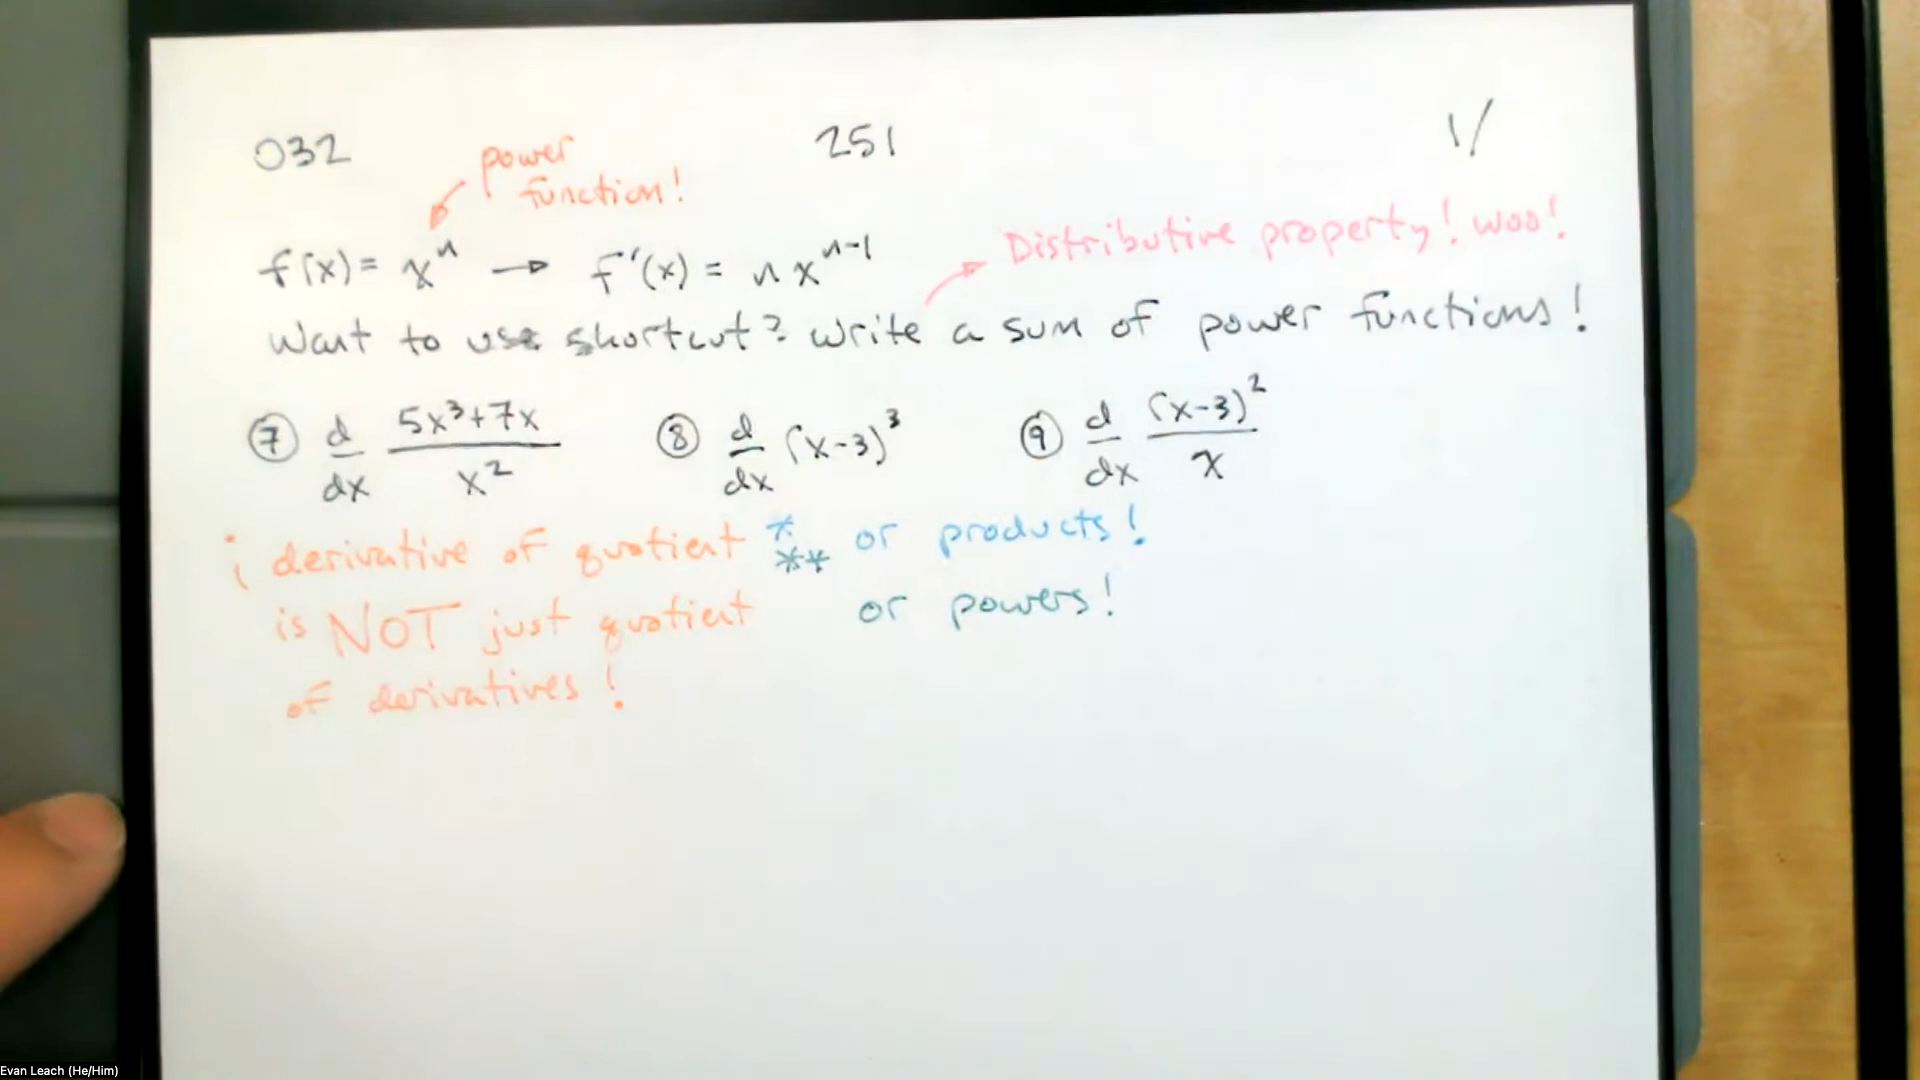 032 251 1/
power
function!
Distributive property! woo!
f(x) = xⁿ → f'(x) = n xⁿ⁻¹
Want to use shortcut? Write a sum of power functions!
⑦ d/dx (5x³+7x)/x² ⑧ d/dx (x-3)³ ⑨ d/dx (x-3)²/x
¡ derivative of quotient * or products!
**
is NOT just quotient or powers!
of derivatives!
Evan Leach (He/Him)